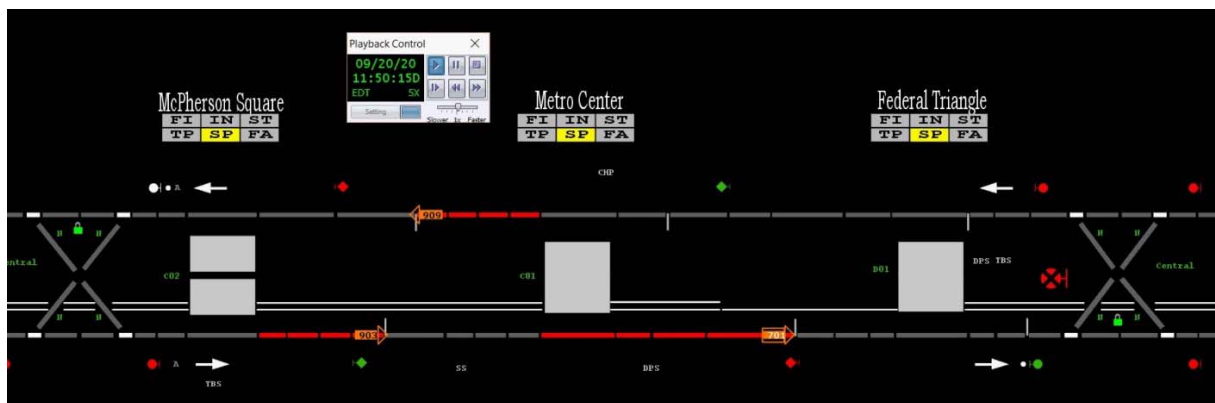 Playback Control
09/20/20
11:50:15D
EDT 5X
Setting
Slower 1x Faster
McPherson Square
FI IN ST
TP SP FA
Metro Center
FI IN ST
TP SP FA
Federal Triangle
FI IN ST
TP SP FA
CHP
A
909
N N
N N
entral
C02
C01
D01
DPS TBS
Central
N N
N N
903
701
A
TBS
SS
DPS